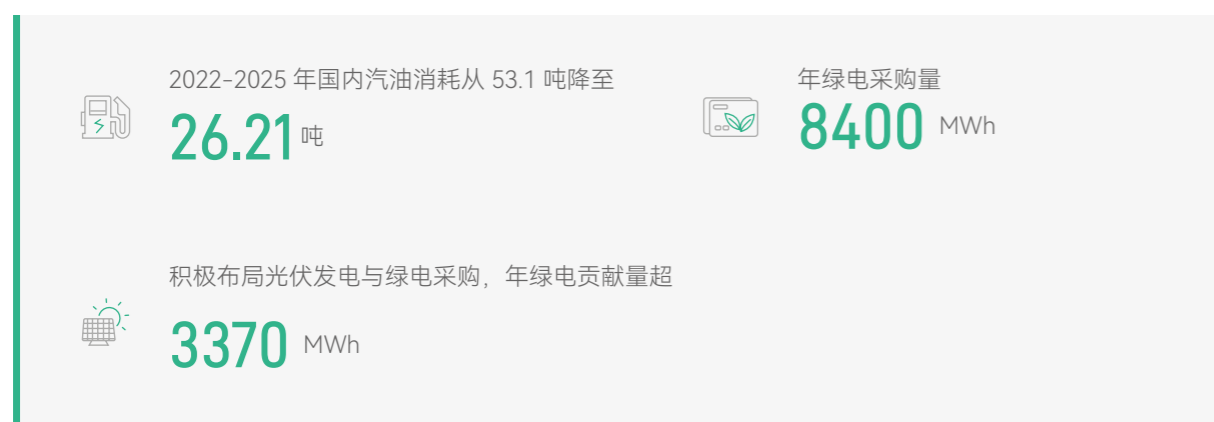 2022-2025 年国内汽油消耗从 53.1 吨降至
26.21 吨
年绿电采购量
8400 MWh
积极布局光伏发电与绿电采购，年绿电贡献量超
3370 MWh